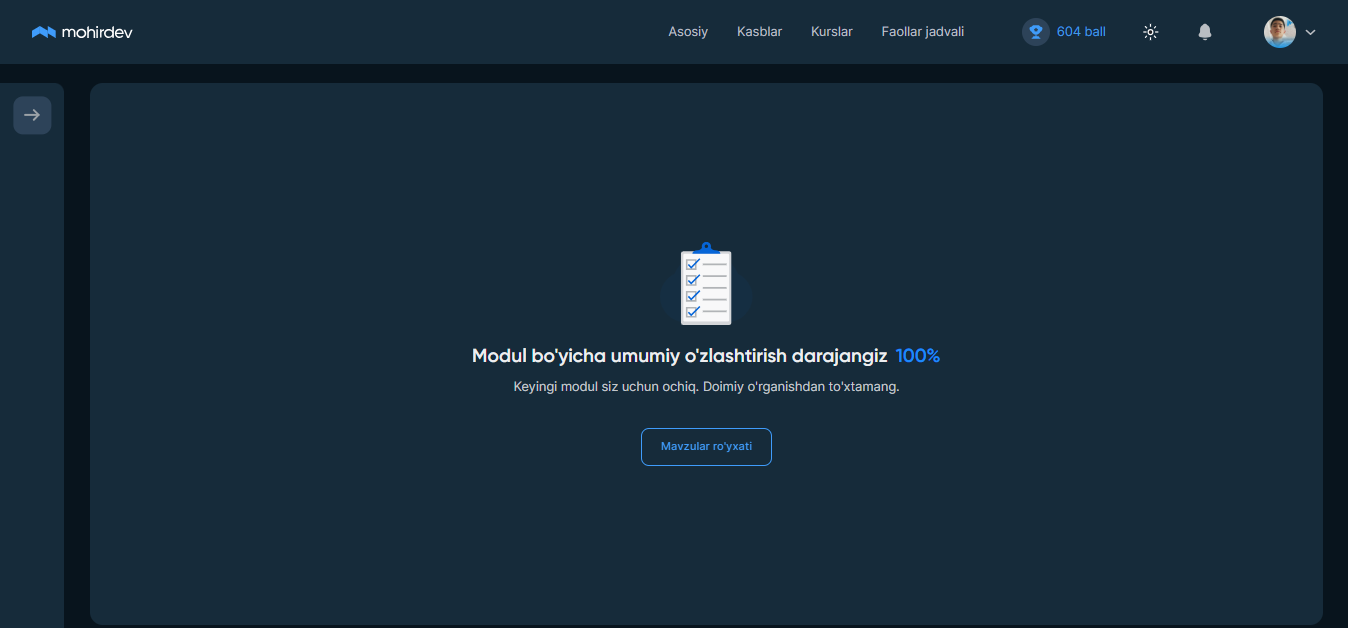 mohirdev
Asosiy
Kasblar
Kurslar
Faollar jadvali
604 ball
Modul bo'yicha umumiy o'zlashtirish darajangiz 100%
Keyingi modul siz uchun ochiq. Doimiy o'rganishdan to'xtamang.
Mavzular ro'yxati